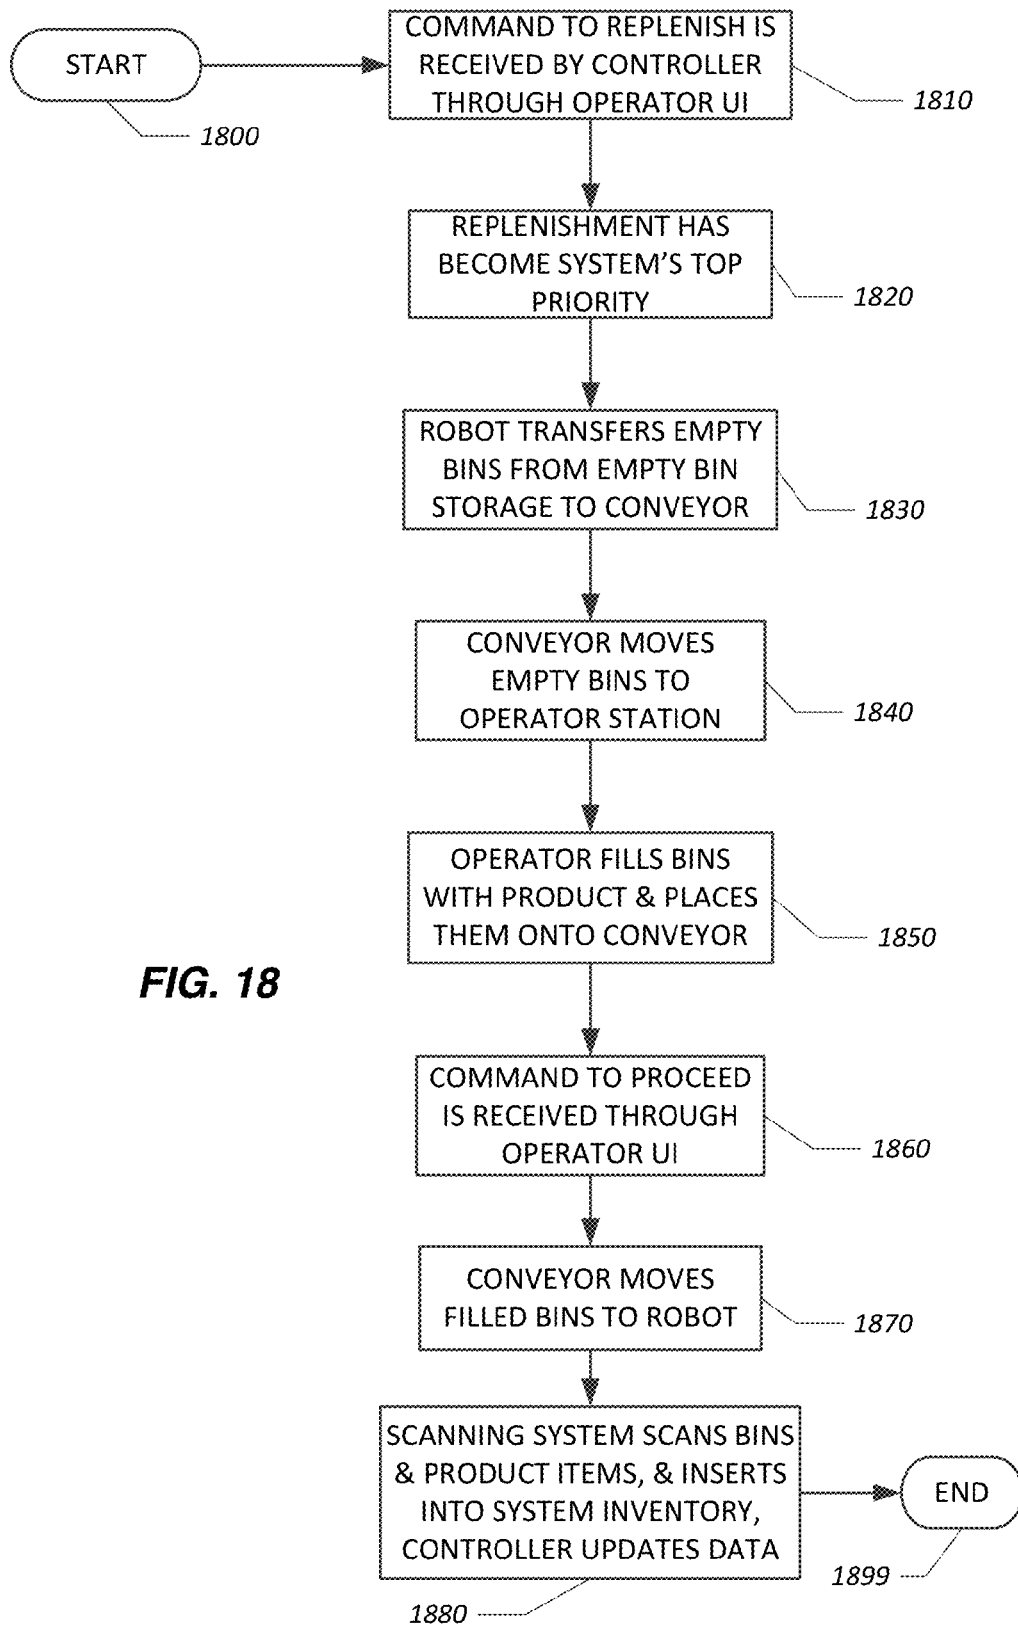 START
1800
COMMAND TO REPLENISH IS
RECEIVED BY CONTROLLER
THROUGH OPERATOR UI
1810
REPLENISHMENT HAS
BECOME SYSTEM'S TOP
PRIORITY
1820
ROBOT TRANSFERS EMPTY
BINS FROM EMPTY BIN
STORAGE TO CONVEYOR
1830
CONVEYOR MOVES
EMPTY BINS TO
OPERATOR STATION
1840
OPERATOR FILLS BINS
WITH PRODUCT & PLACES
THEM ONTO CONVEYOR
1850
FIG. 18
COMMAND TO PROCEED
IS RECEIVED THROUGH
OPERATOR UI
1860
CONVEYOR MOVES
FILLED BINS TO ROBOT
1870
SCANNING SYSTEM SCANS BINS
& PRODUCT ITEMS, & INSERTS
INTO SYSTEM INVENTORY,
CONTROLLER UPDATES DATA
1880
END
1899